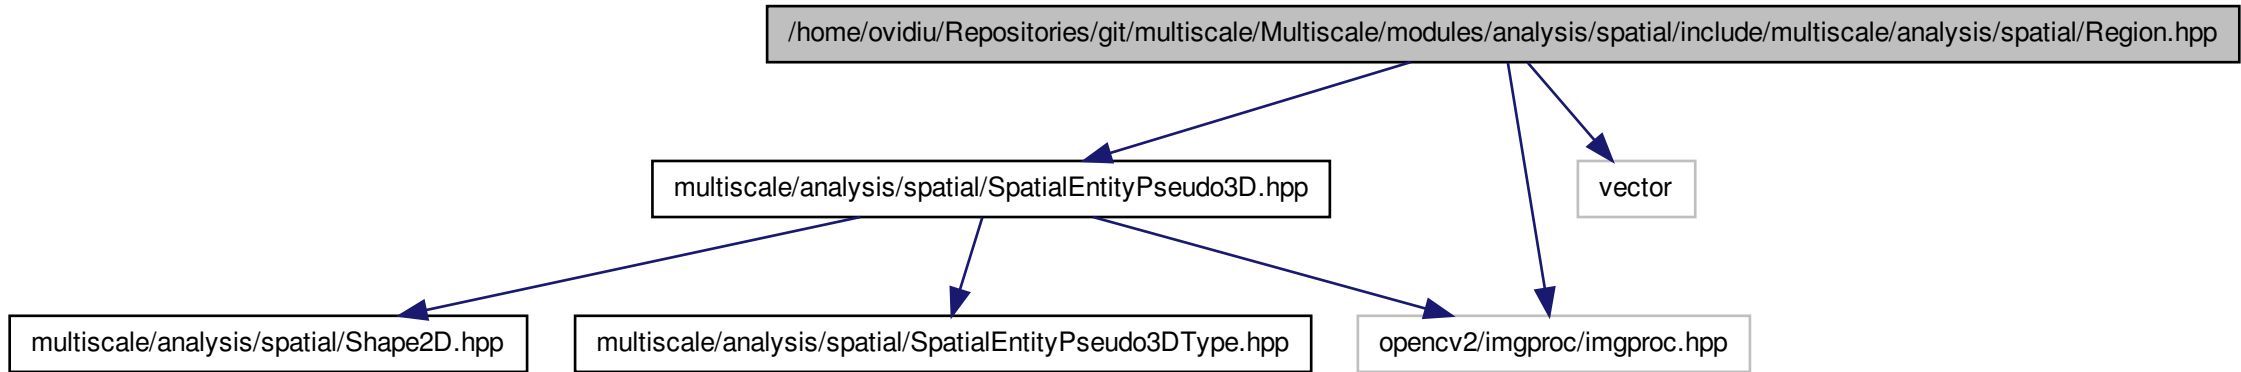 /home/ovidiu/Repositories/git/multiscale/Multiscale/modules/analysis/spatial/include/multiscale/analysis/spatial/Region.hpp
multiscale/analysis/spatial/SpatialEntityPseudo3D.hpp
vector
multiscale/analysis/spatial/Shape2D.hpp
multiscale/analysis/spatial/SpatialEntityPseudo3DType.hpp
opencv2/imgproc/imgproc.hpp